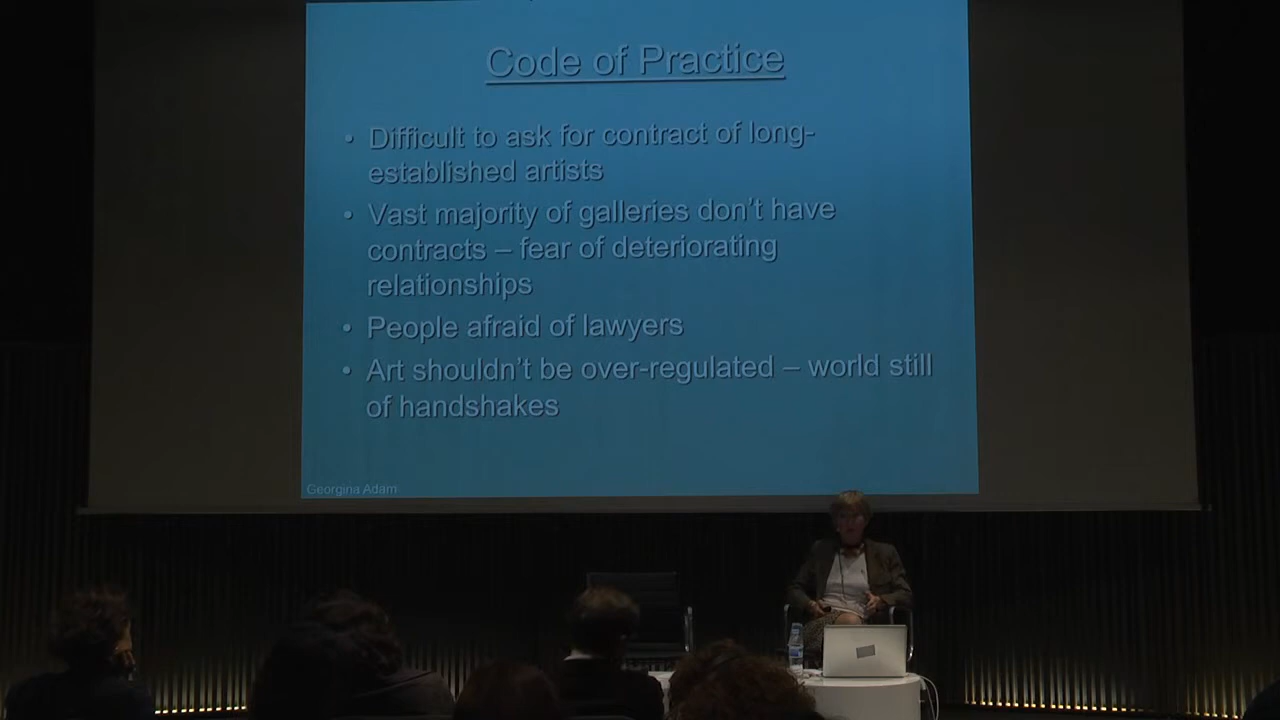 Code of Practice
• Difficult to ask for contract of long-
established artists
• Vast majority of galleries don't have
contracts – fear of deteriorating
relationships
• People afraid of lawyers
• Art shouldn't be over-regulated – world still
of handshakes
Georgina Adam